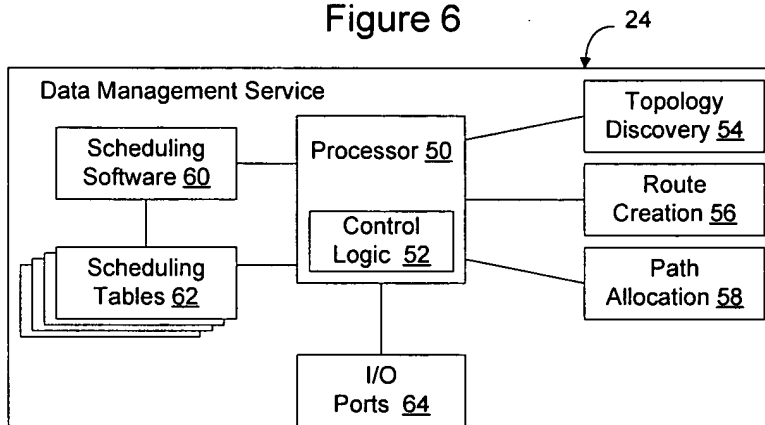 Figure 6
24
Data Management Service
Scheduling
Software 60
Processor 50
Control
Logic 52
Topology
Discovery 54
Route
Creation 56
Path
Allocation 58
Scheduling
Tables 62
I/O
Ports 64